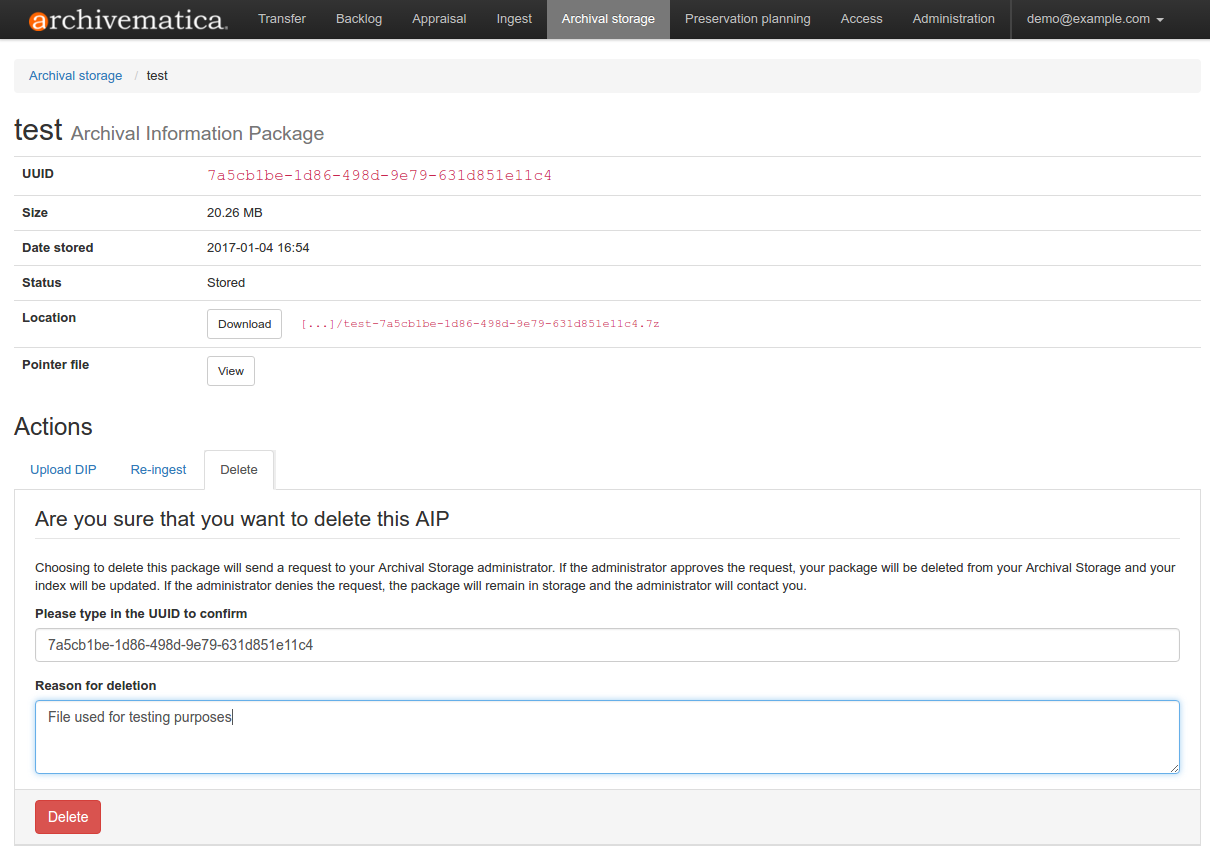 archivematica. Transfer Backlog Appraisal Ingest Archival storage Preservation planning Access Administration demo@example.com
Archival storage / test
test Archival Information Package
UUID 7a5cb1be-1d86-498d-9e79-631d851e11c4
Size 20.26 MB
Date stored 2017-01-04 16:54
Status Stored
Location Download [...]/test-7a5cb1be-1d86-498d-9e79-631d851e11c4.7z
Pointer file View
Actions
Upload DIP Re-ingest Delete
Are you sure that you want to delete this AIP
Choosing to delete this package will send a request to your Archival Storage administrator. If the administrator approves the request, your package will be deleted from your Archival Storage and your
index will be updated. If the administrator denies the request, the package will remain in storage and the administrator will contact you.
Please type in the UUID to confirm
7a5cb1be-1d86-498d-9e79-631d851e11c4
Reason for deletion
File used for testing purposes
Delete